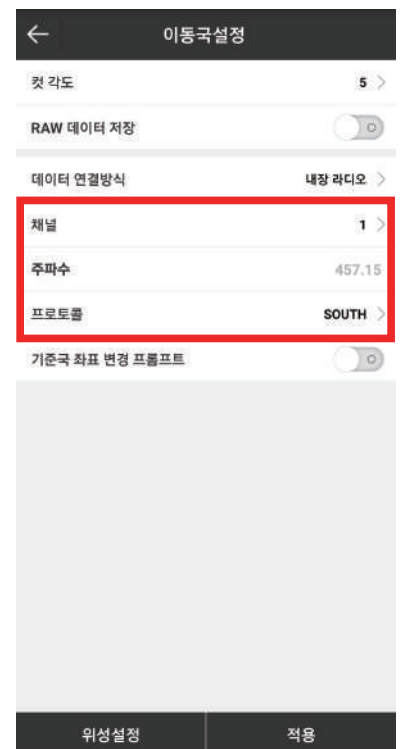 이동국설정
컷 각도 5
RAW 데이터 저장
데이터 연결방식 내장 라디오
채널 1
주파수 457.15
프로토콜 SOUTH
기준국 좌표 변경 프롬프트
위성설정 적용